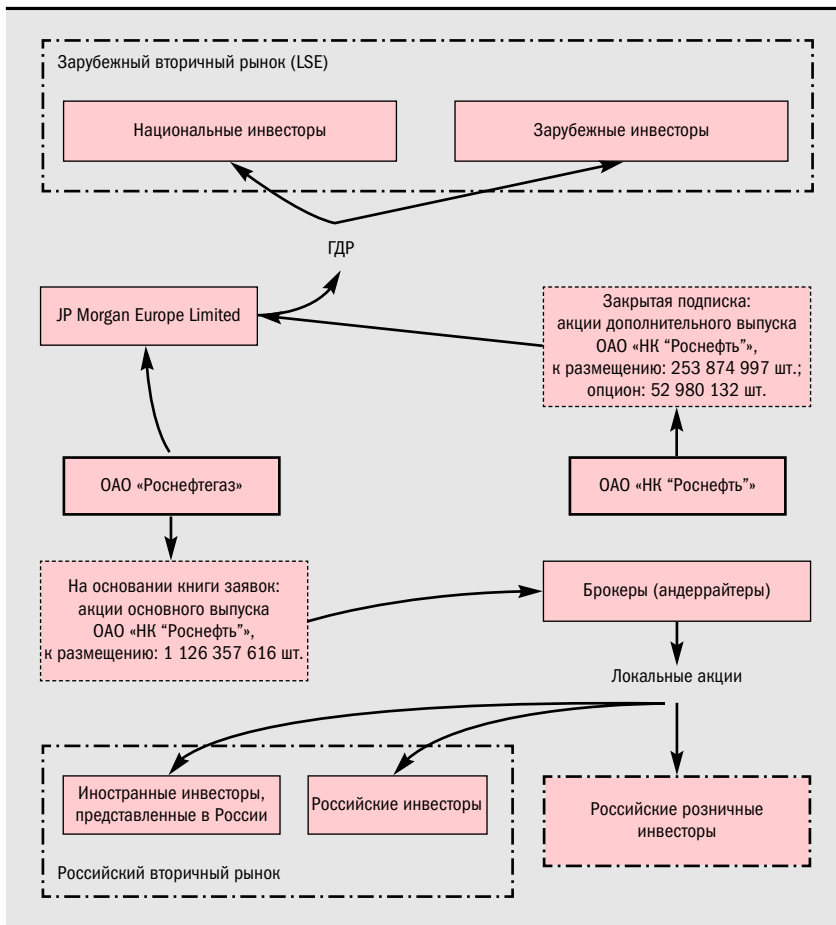 Зарубежный вторичный рынок (LSE)
Национальные инвесторы
Зарубежные инвесторы
ГДР
JP Morgan Europe Limited
Закрытая подписка:
акции дополнительного выпуска
ОАО «НК “Роснефть”»,
к размещению: 253 874 997 шт.;
опцион: 52 980 132 шт.
ОАО «Роснефтегаз»
ОАО «НК “Роснефть”»
На основании книги заявок:
акции основного выпуска
ОАО «НК “Роснефть”»,
к размещению: 1 126 357 616 шт.
Брокеры (андеррайтеры)
Локальные акции
Иностранные инвесторы,
представленные в России
Российские инвесторы
Российские розничные
инвесторы
Российский вторичный рынок